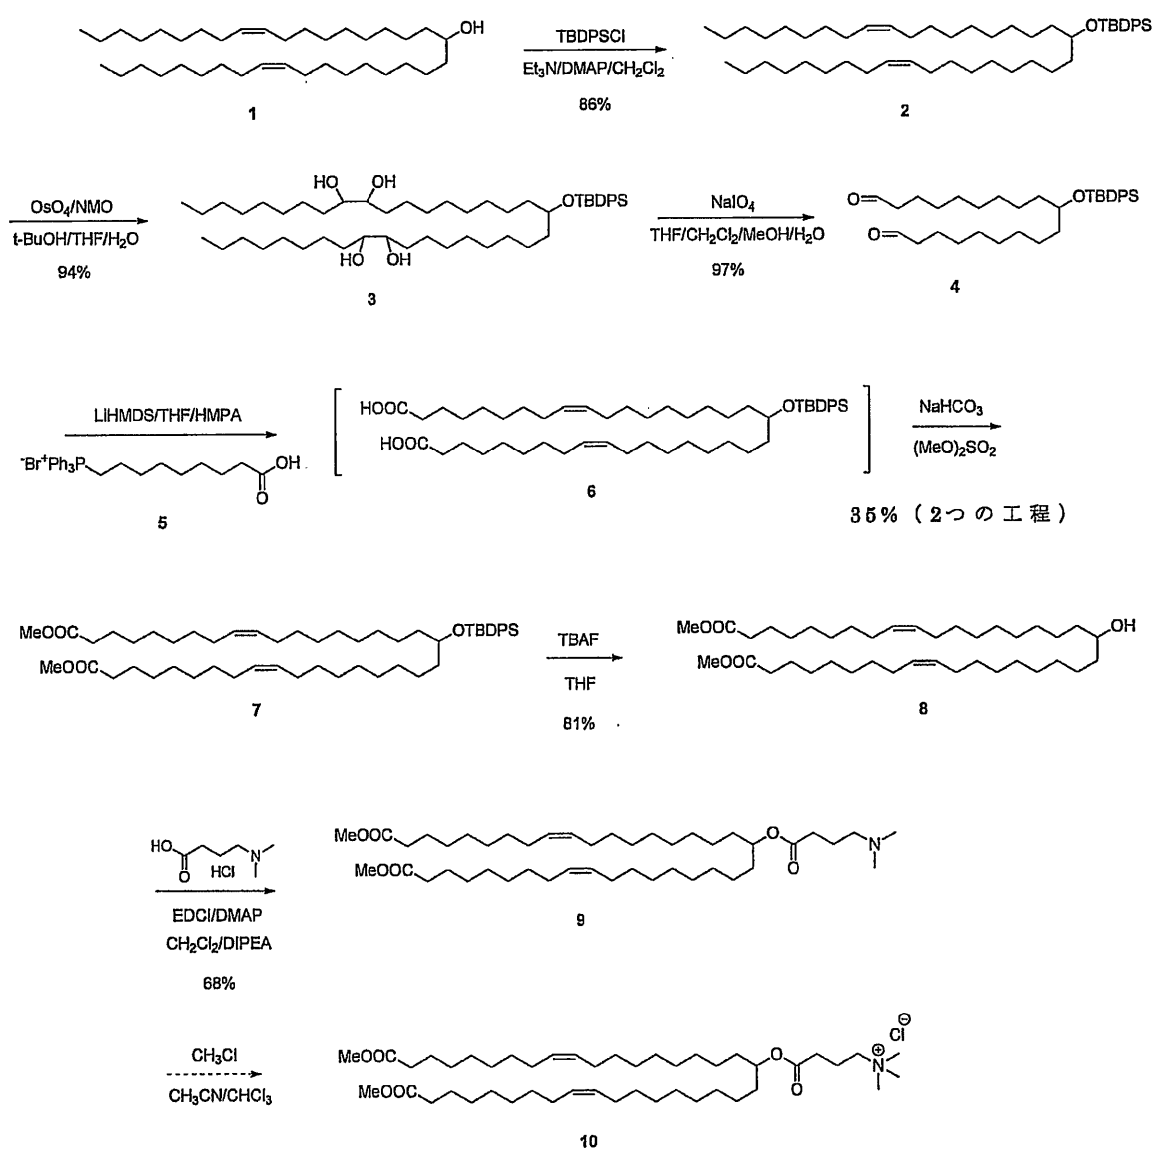 OH
TBDPSCl
Et₃N/DMAP/CH₂Cl₂
86%
OTBDPS
1
2
OsO₄/NMO
t-BuOH/THF/H₂O
94%
HO OH
OTBDPS
HO OH
3
NaIO₄
THF/CH₂Cl₂/MeOH/H₂O
97%
O
OTBDPS
O
4
LiHMDS/THF/HMPA
⁻Br⁺Ph₃P
OH
O
5
HOOC
OTBDPS
HOOC
6
NaHCO₃
(MeO)₂SO₂
35% (2つの工程)
MeOOC
OTBDPS
MeOOC
7
TBAF
THF
81%
MeOOC
OH
MeOOC
8
HO
O
HCl
N
EDCI/DMAP
CH₂Cl₂/DIPEA
68%
MeOOC
O
N
MeOOC
O
9
CH₃Cl
CH₃CN/CHCl₃
Cl⊖
MeOOC
O
N⊕
MeOOC
O
10